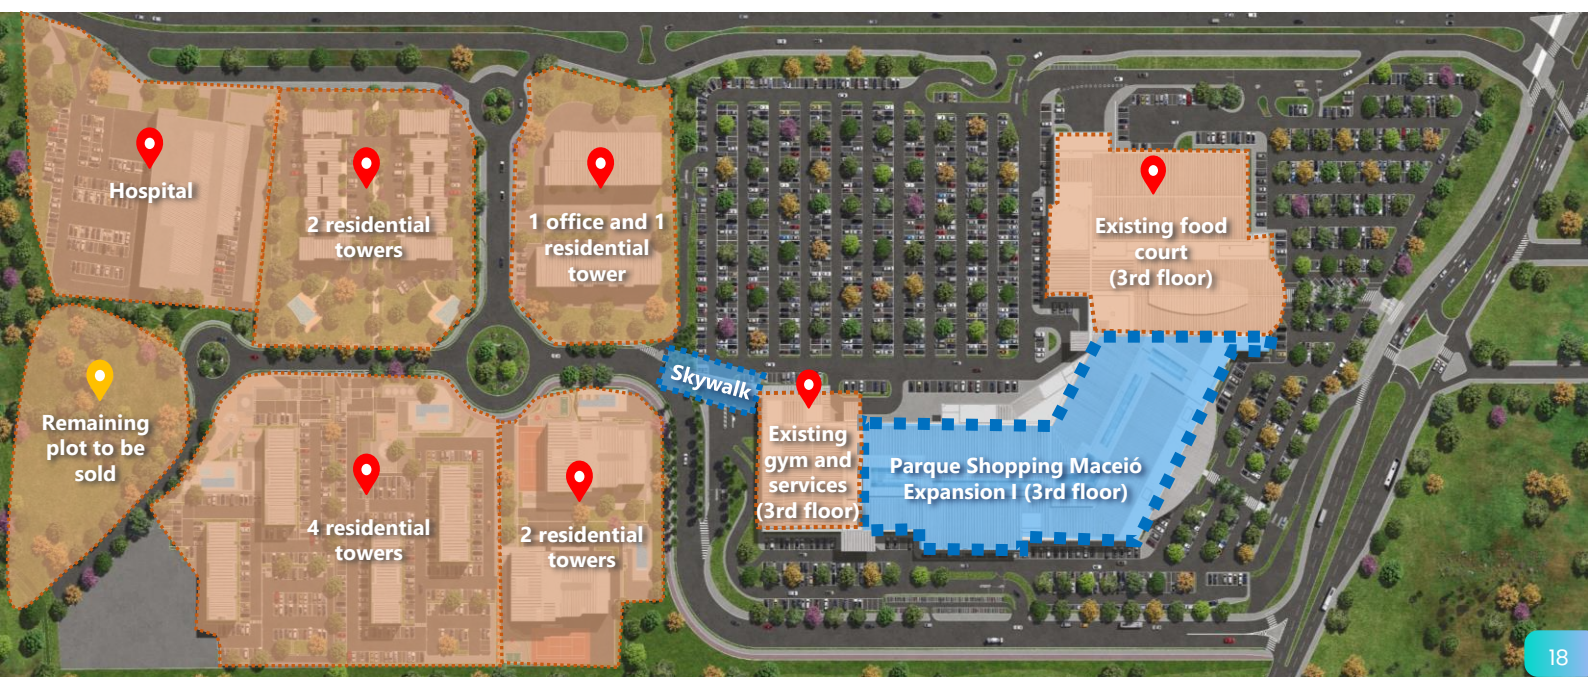 Hospital
2 residential
towers
1 office and 1
residential
tower
Existing food
court
(3rd floor)
Remaining
plot to be
sold
Skywalk
4 residential
towers
2 residential
towers
Existing
gym and
services
(3rd floor)
Parque Shopping Maceió
Expansion I (3rd floor)
18